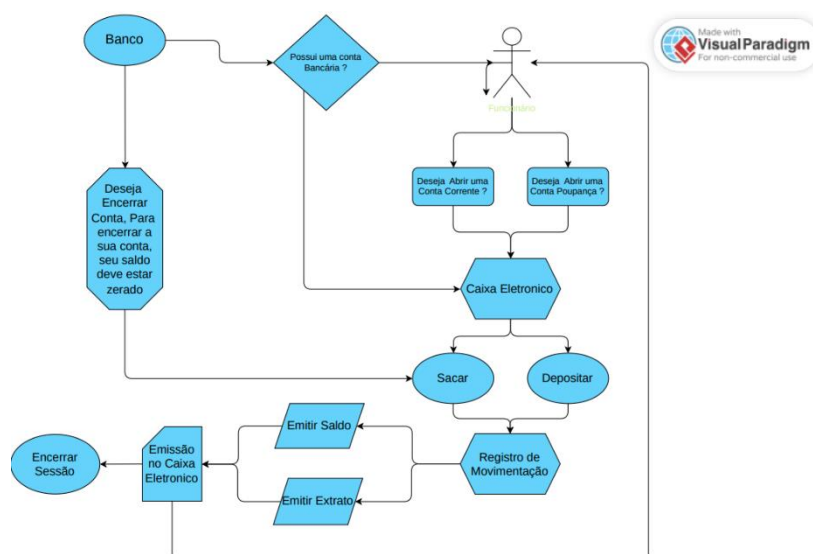 Banco
Possui uma conta
Bancária ?
Made with
VisualParadigm
For non-commercial use
Funcionário
Deseja Abrir uma
Conta Corrente ?
Deseja Abrir uma
Conta Poupança ?
Deseja
Encerrar
Conta, Para
encerrar a
sua conta,
seu saldo
deve estar
zerado
Caixa Eletronico
Sacar
Depositar
Emitir Saldo
Encerrar
Sessão
Emissão
no Caixa
Eletronico
Registro de
Movimentação
Emitir Extrato